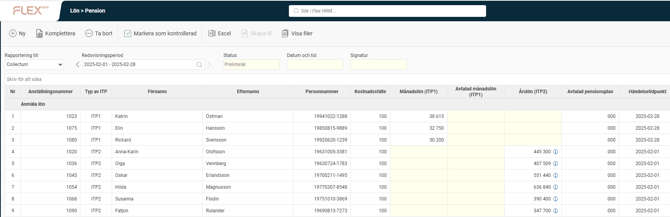 FLEX HRM
Lön > Pension
Sök i Flex HRM...
Ny Komplettera Ta bort Markera som kontrollerad Excel Skapa fil Visa filer
Rapportering till Redovisningsperiod Status Datum och tid Signatur
Collectum 2025-02-01 - 2025-02-28 Preliminär
Skriv för att söka
Nr Anställningsnummer Typ av ITP Förnamn Efternamn Personnummer Kostnadsställe Månadslön (ITP1) Avtalad månadslön (ITP1) Årslön (ITP2) Avtalad pensionsplan Händelsetidpunkt
Anmäla lön
1 1023 ITP1 Katrin Östman 19941022-1288 100 38 615 000 2025-02-28
2 1075 ITP1 Elin Hansson 19850815-9889 100 32 750 000 2025-02-28
3 1080 ITP1 Rickard Svensson 19920620-1239 100 30 200 000 2025-02-28
4 1020 ITP2 Anna-Karin Olofsson 19631005-3381 100 445 300 000 2025-02-01
5 1036 ITP2 Olga Vennberg 19630724-1783 100 407 509 000 2025-02-01
6 1045 ITP2 Oskar Erlandsson 19700211-1495 100 551 440 000 2025-02-01
7 1054 ITP2 Hilda Magnusson 19770307-8548 100 636 640 000 2025-02-01
8 1068 ITP2 Susanna Flodin 19751010-3869 100 390 400 000 2025-02-01
9 1090 ITP2 Faljon Rusander 19690813-7273 100 347 700 000 2025-02-01